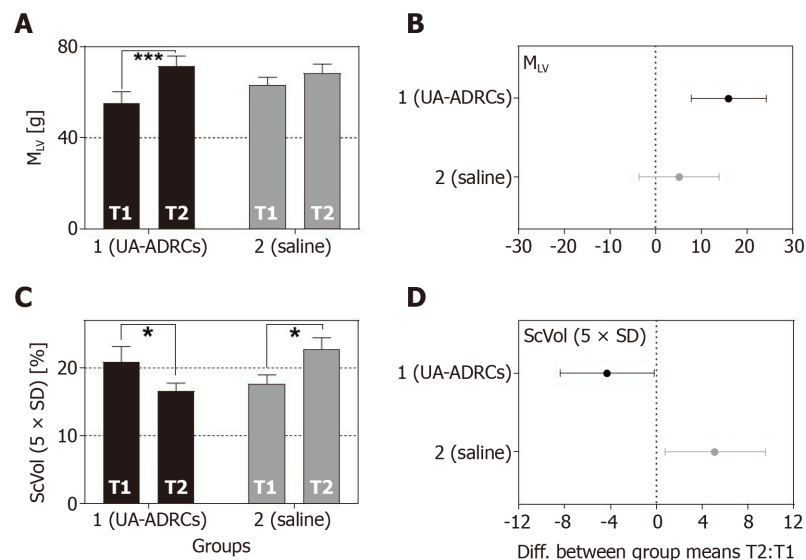 A
80
40
0
M_LV [g]
***
T1
T2
T1
T2
1 (UA-ADRCs)
2 (saline)
B
M_LV
1 (UA-ADRCs)
2 (saline)
-30
-20
-10
0
10
20
30
C
20
10
0
ScVol (5 × SD) [%]
*
*
T1
T2
T1
T2
1 (UA-ADRCs)
2 (saline)
Groups
D
ScVol (5 × SD)
1 (UA-ADRCs)
2 (saline)
-12
-8
-4
0
4
8
12
Diff. between group means T2:T1